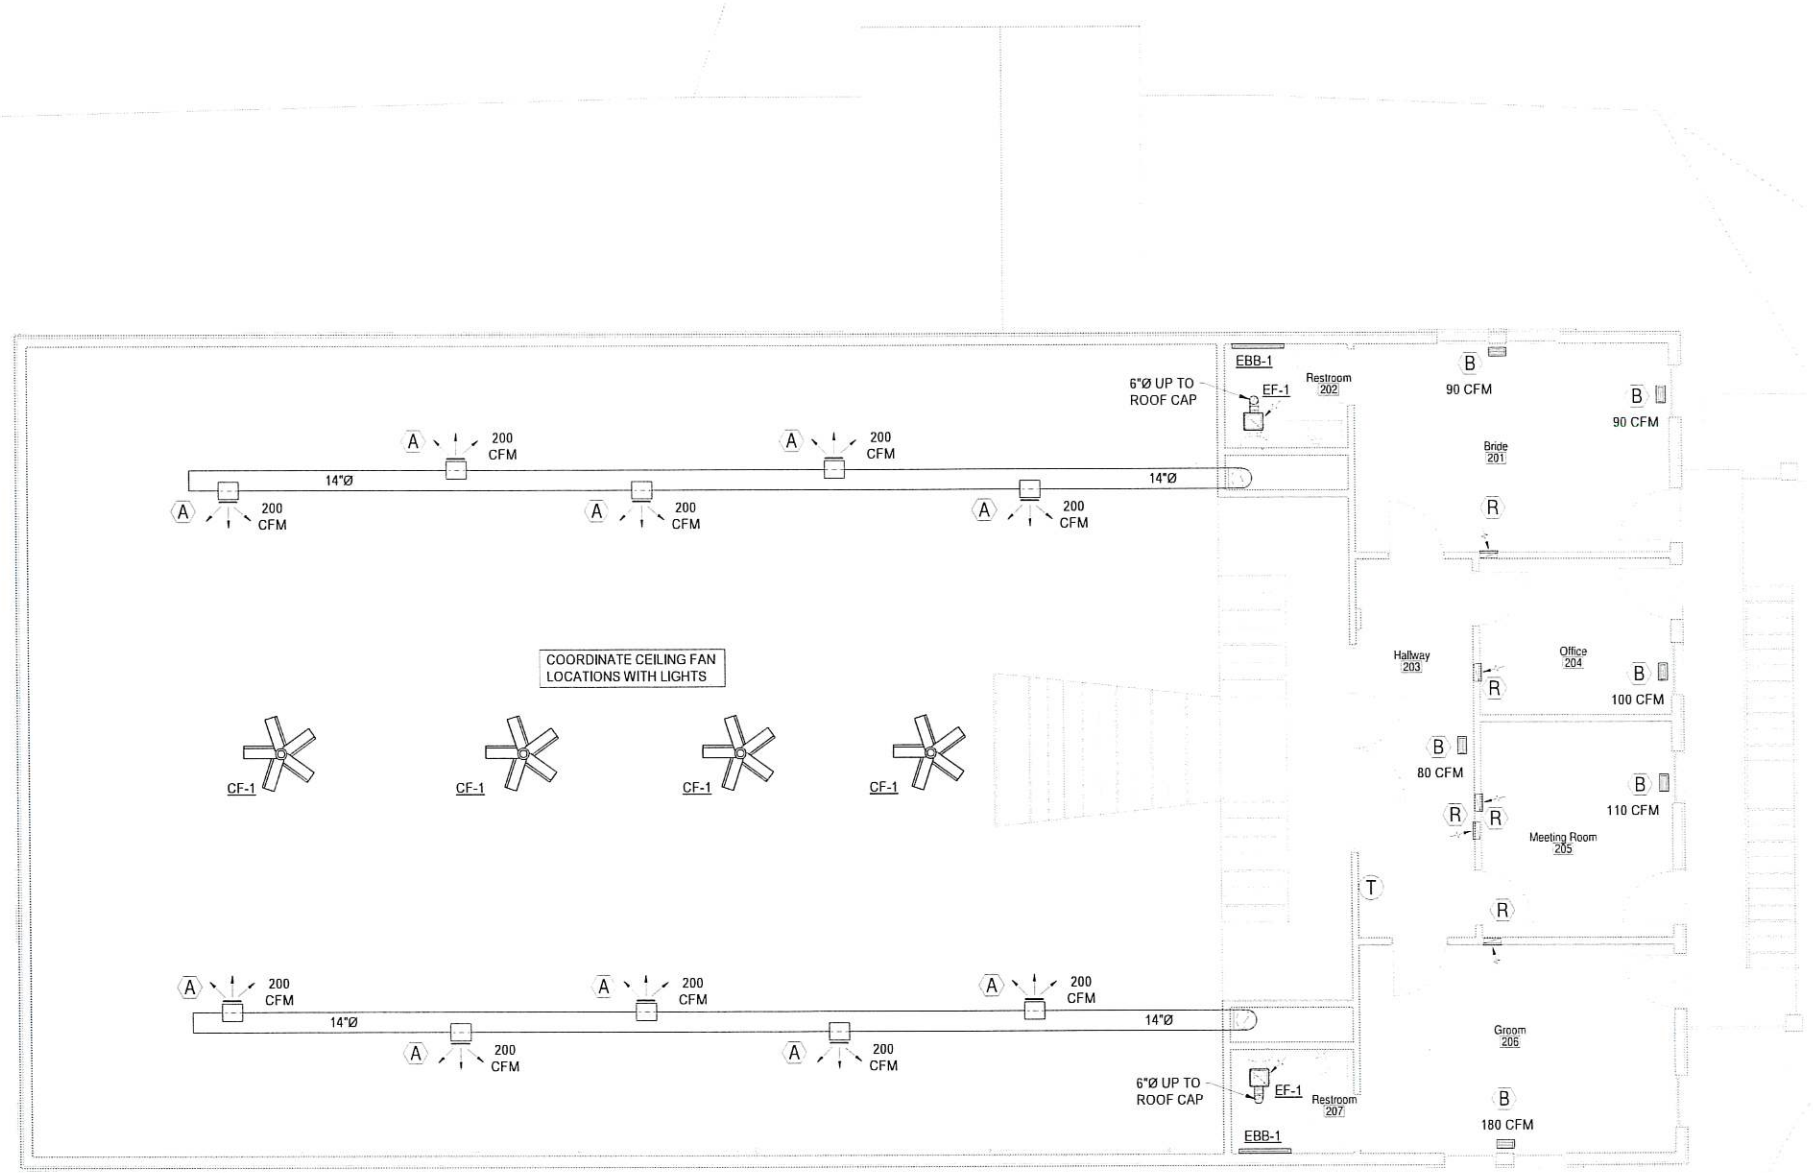 EBB-1
6"Ø UP TO
ROOF CAP
EF-1
Restroom
202
B
90 CFM
B
90 CFM
Bride
201
R
A
200
CFM
A
200
CFM
14"Ø
14"Ø
A
200
CFM
A
200
CFM
A
200
CFM
COORDINATE CEILING FAN
LOCATIONS WITH LIGHTS
Hallway
203
Office
204
R
B
100 CFM
CF-1
CF-1
CF-1
CF-1
B
80 CFM
B
110 CFM
R
R
Meeting Room
205
T
R
A
200
CFM
A
200
CFM
A
200
CFM
14"Ø
14"Ø
A
200
CFM
A
200
CFM
Groom
206
6"Ø UP TO
ROOF CAP
EF-1
Restroom
207
B
180 CFM
EBB-1